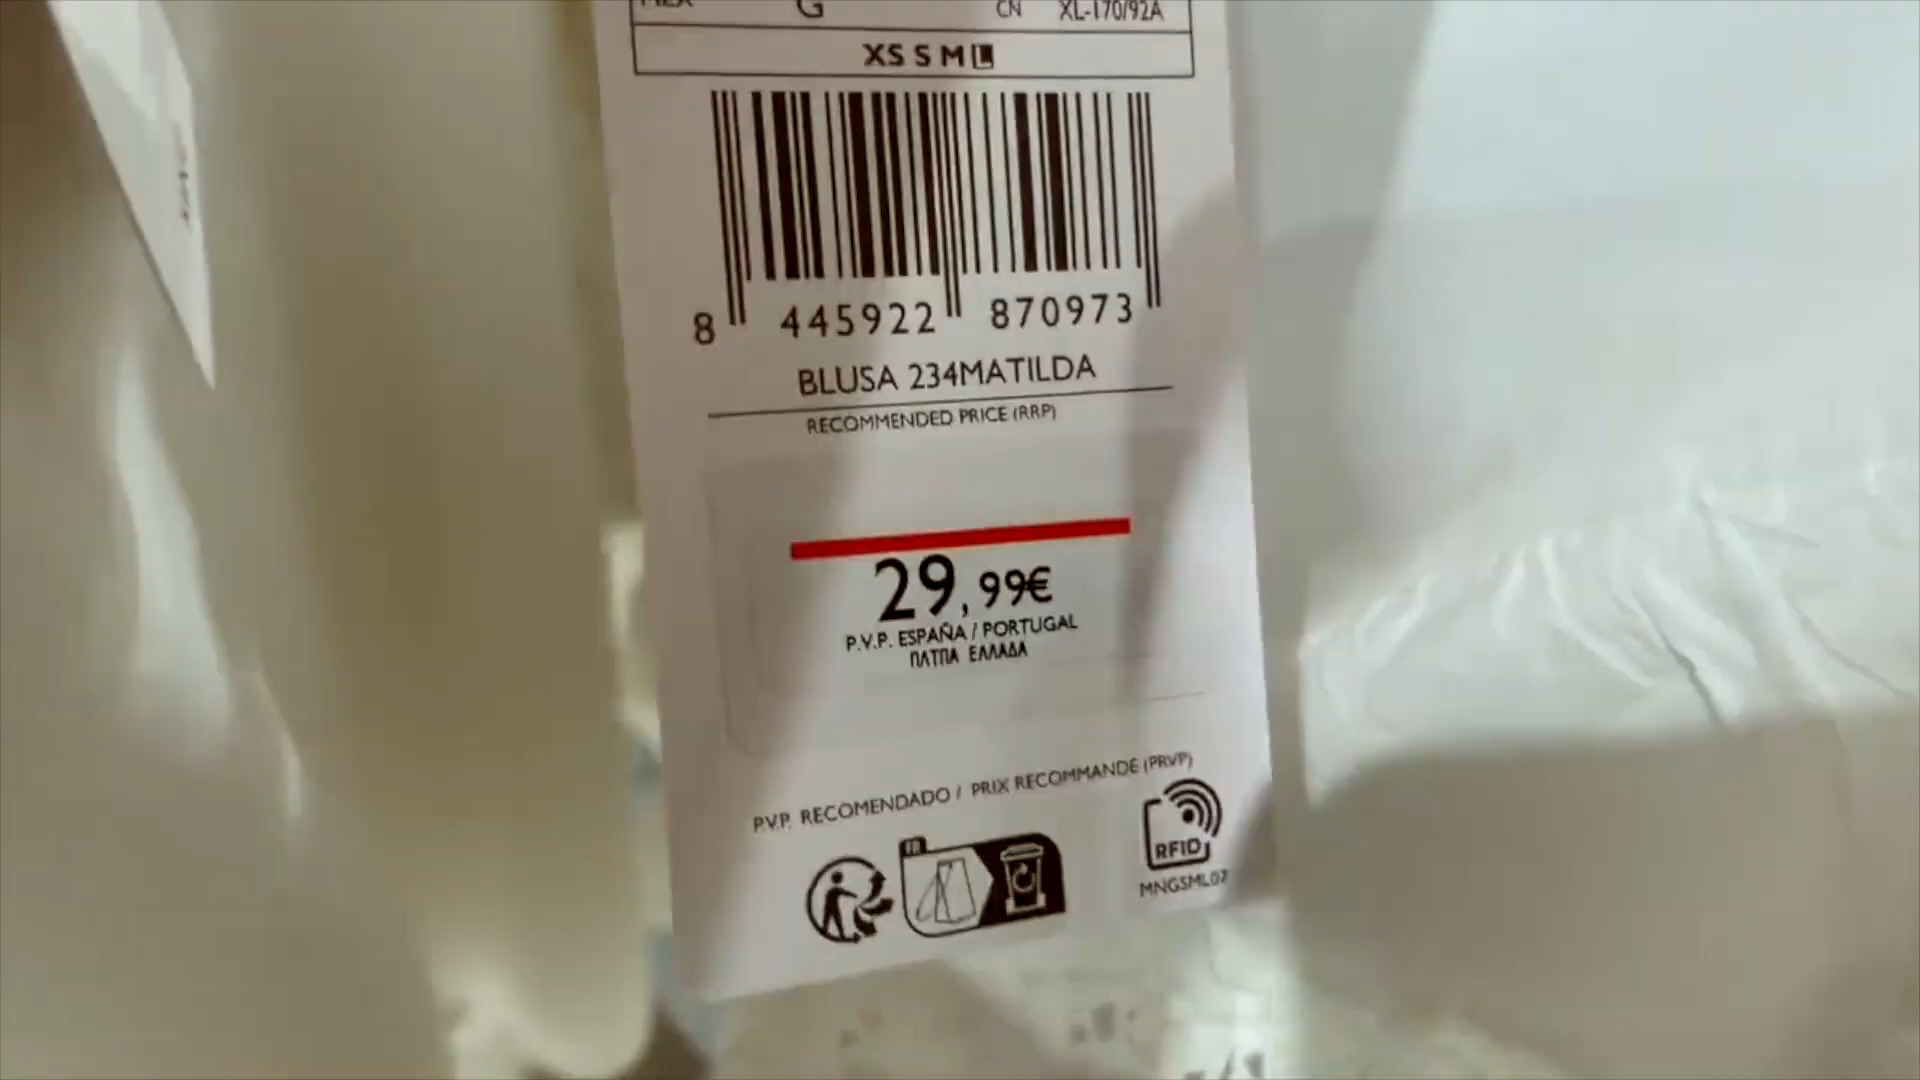 MEX G CN XL-170/92A
XS S M L
8 445922 870973
BLUSA 234MATILDA
RECOMMENDED PRICE (RRP)
29,99€
P.V.P. ESPAÑA / PORTUGAL
ΠΛΤΠΑ ΕΛΛΑΔΑ
P.V.P. RECOMENDADO / PRIX RECOMMANDÉ (PRVP)
FR
RFID
MNGSML07